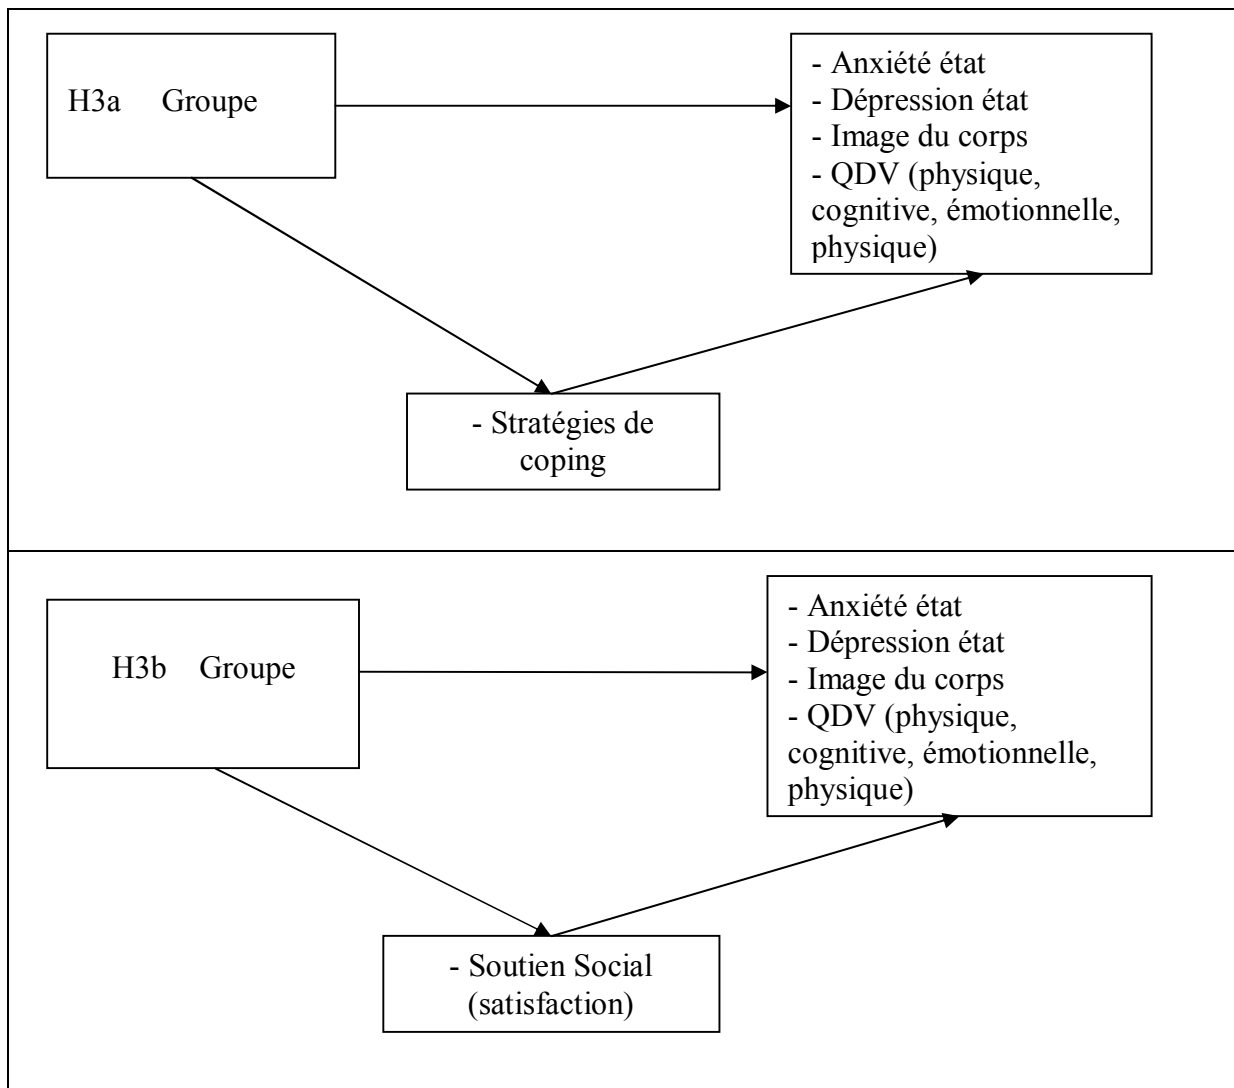 H3a Groupe
- Anxiété état
- Dépression état
- Image du corps
- QDV (physique,
cognitive, émotionnelle,
physique)
- Stratégies de
coping
H3b Groupe
- Anxiété état
- Dépression état
- Image du corps
- QDV (physique,
cognitive, émotionnelle,
physique)
- Soutien Social
(satisfaction)